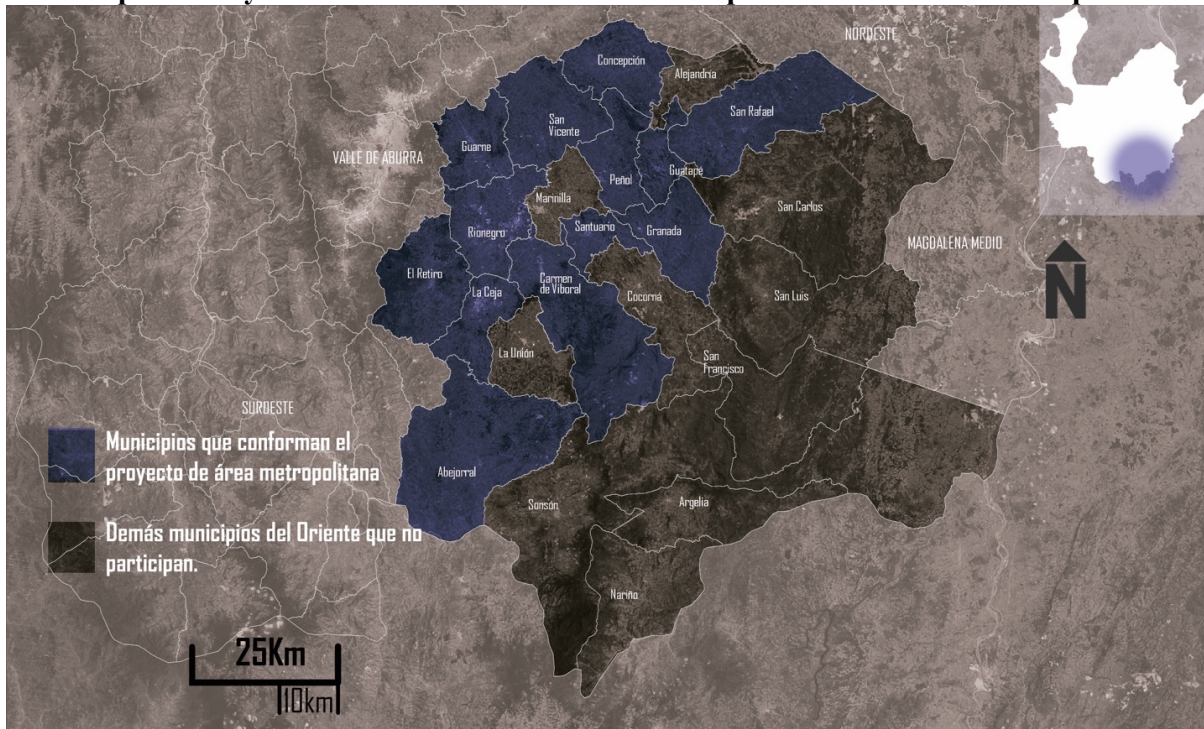 NORDESTE
Concepción
Alejandría
San Rafael
San
Vicente
Guarne
VALLE DE ABURRA
Guatapé
Peñol
Marinilla
San Carlos
Rionegro
Santuario
Granada
MAGDALENA MEDIO
El Retiro
Carmen
de Viboral
La Ceja
Cocorná
San Luis
N
La Unión
San
Francisco
SUROESTE
Municipios que conforman el
proyecto de área metropolitana
Abejorral
Sonsón
Argelia
Demás municipios del Oriente que no
participan.
Nariño
25Km
10km